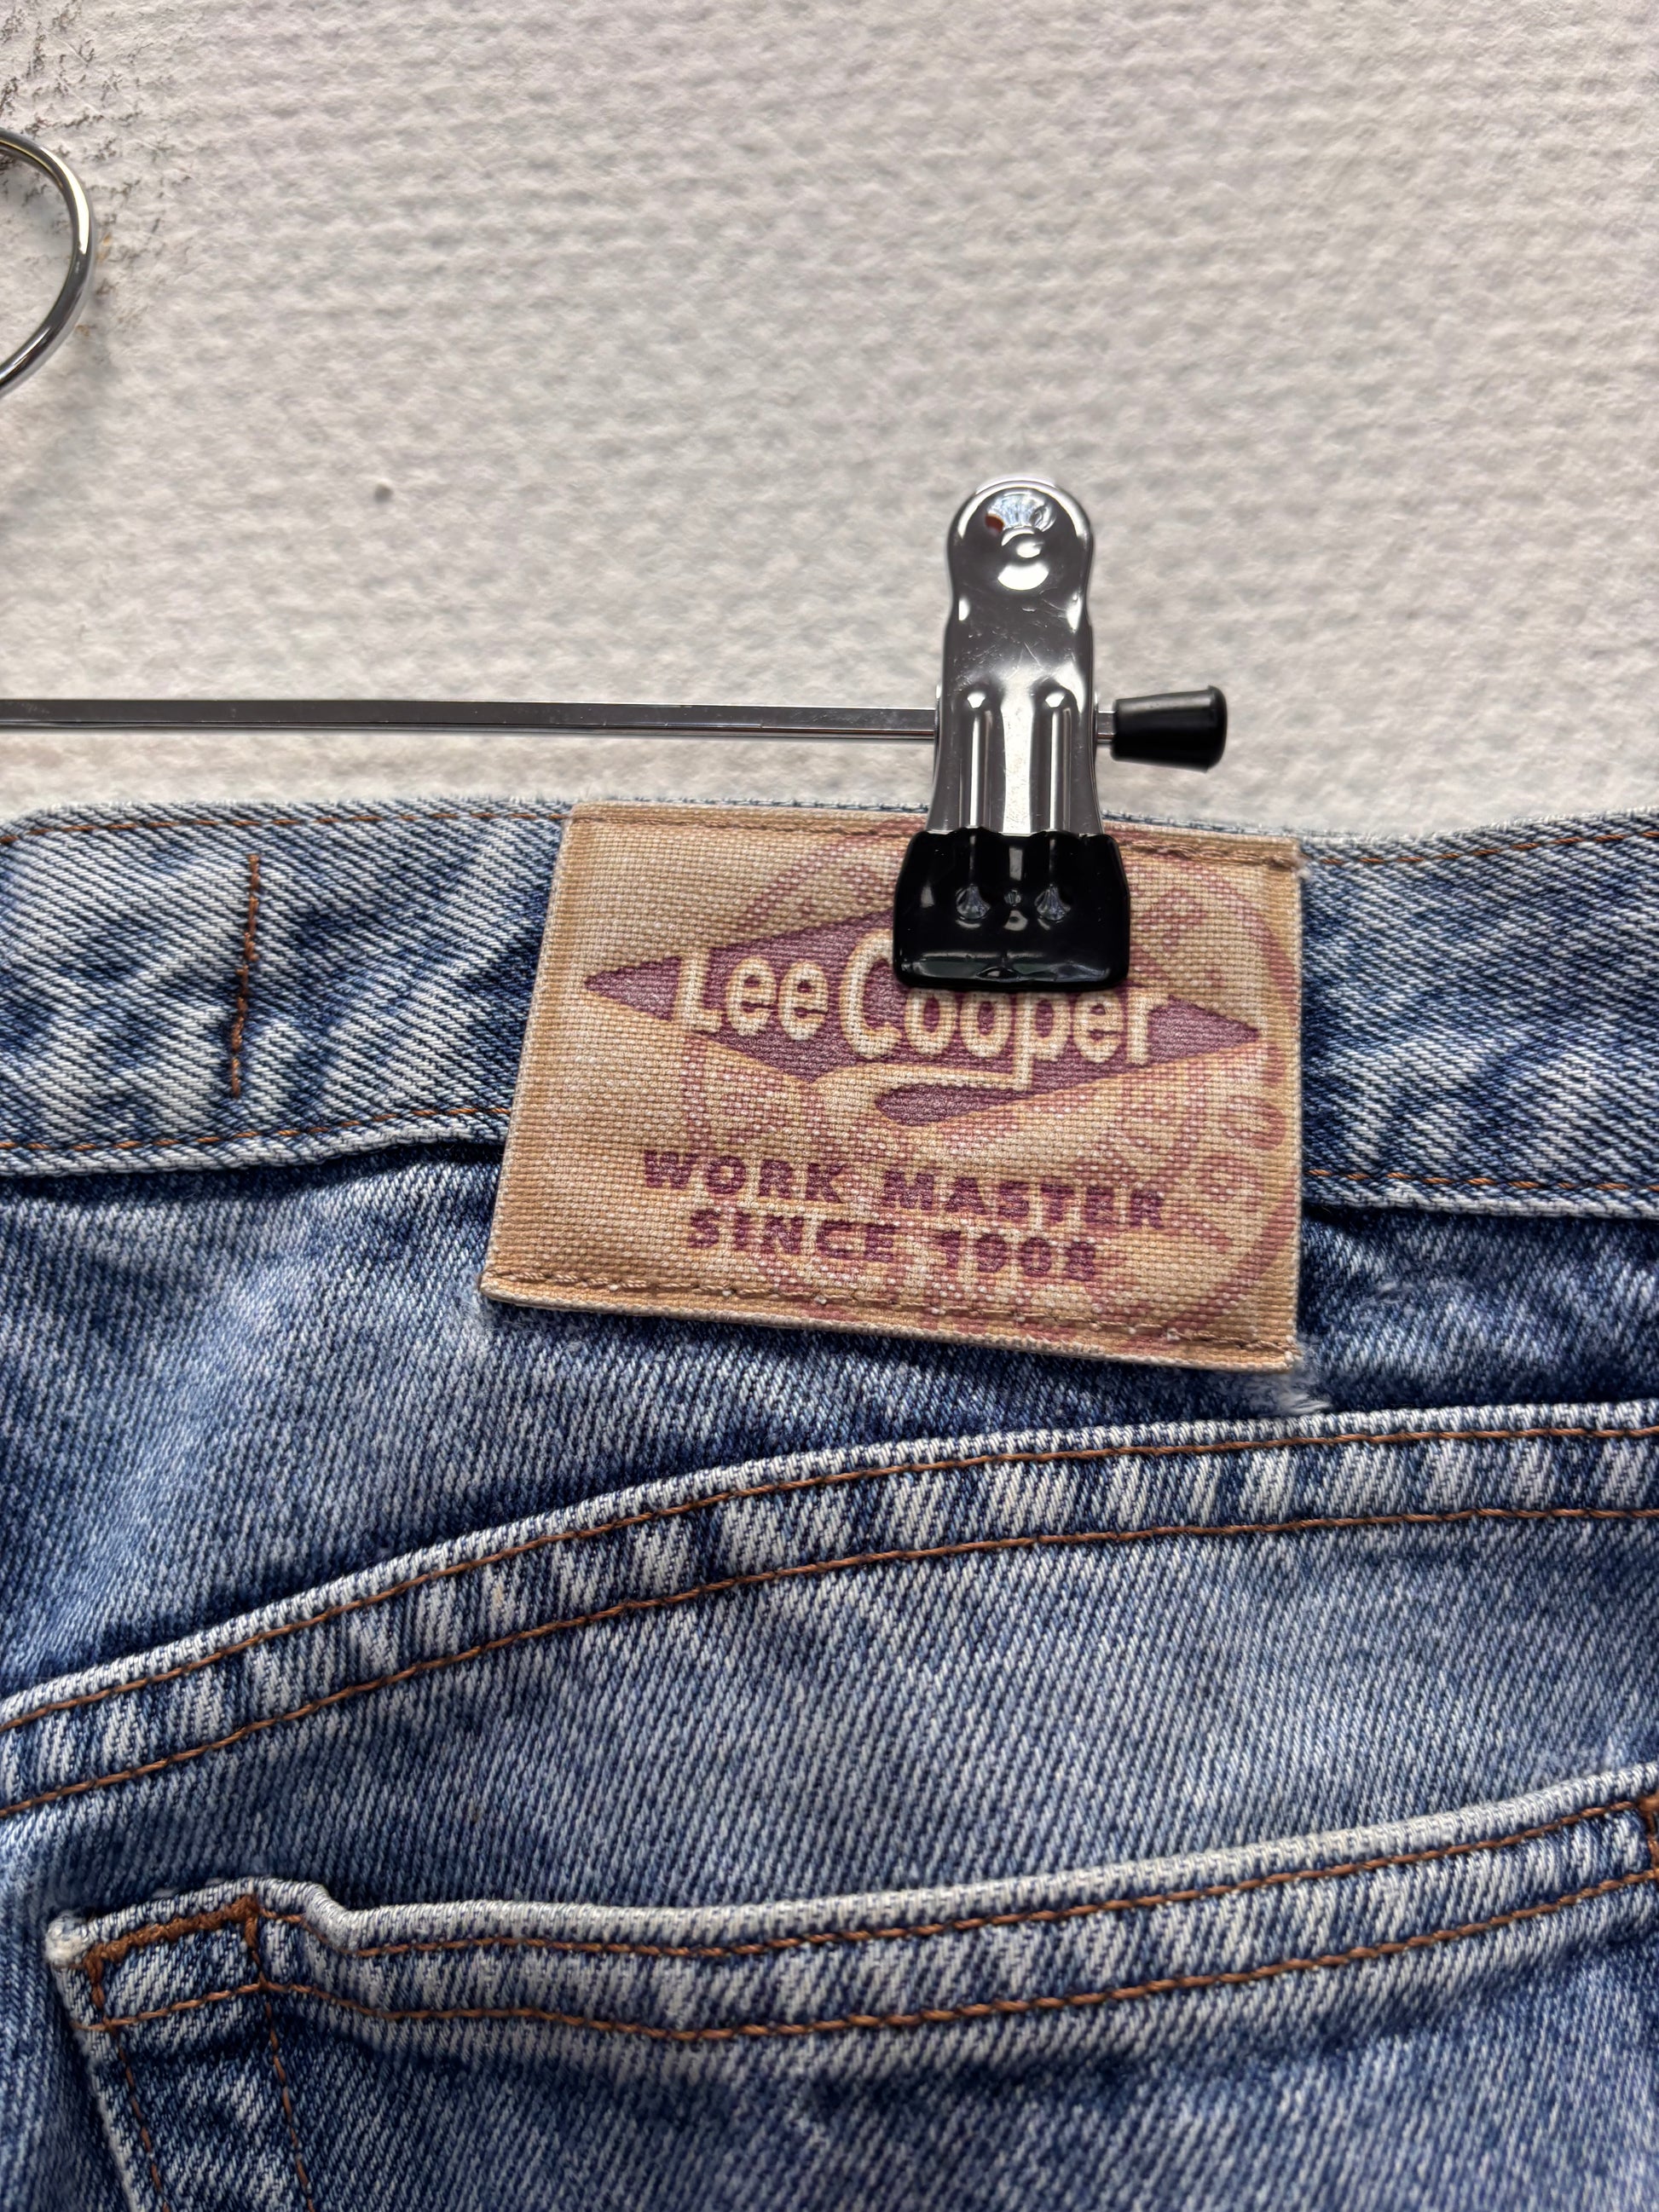 Lee Cooper
WORK MASTER
SINCE 1908